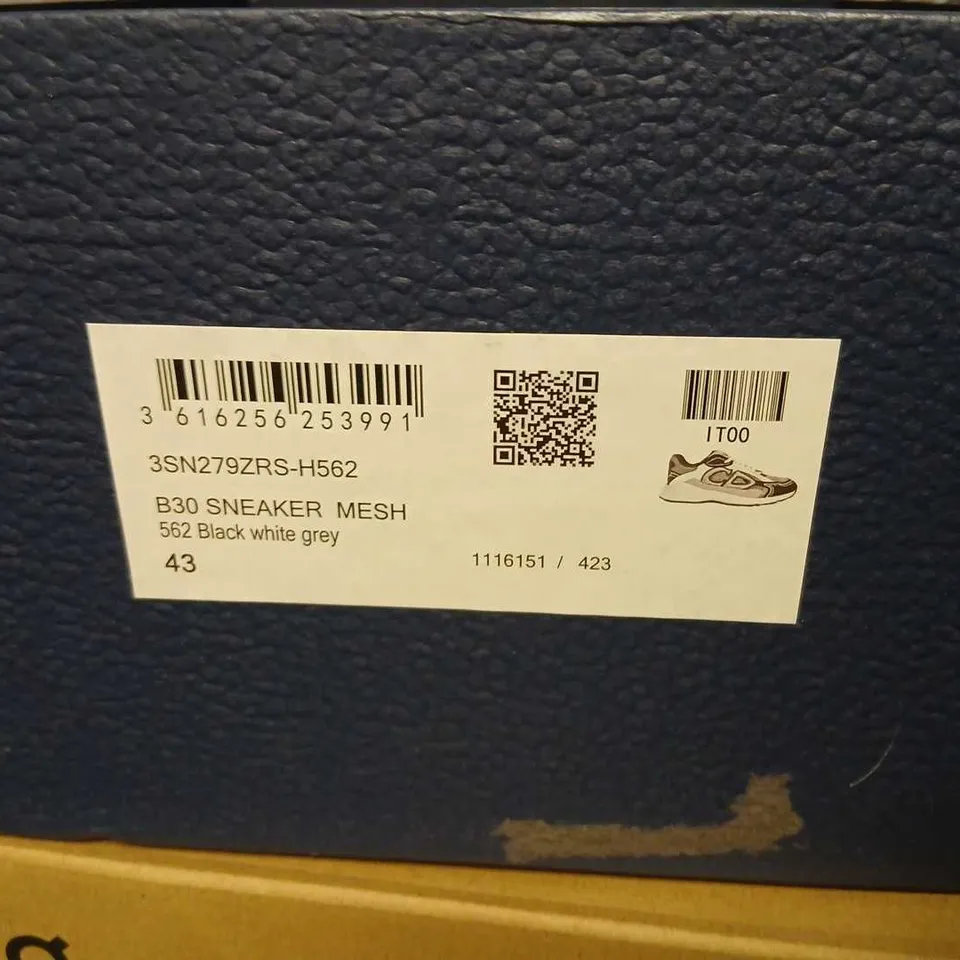 3 616256 253991
IT00
3SN279ZRS-H562
B30 SNEAKER MESH
562 Black white grey
43
1116151 / 423